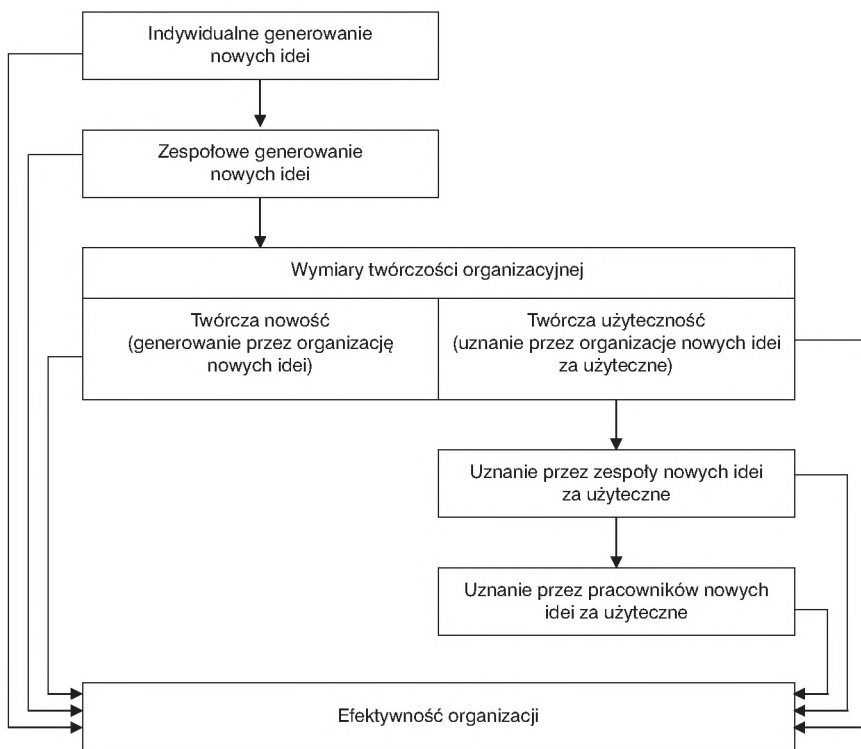 Indywidualne generowanie
nowych idei
Zespołowe generowanie
nowych idei
Wymiary twórczości organizacyjnej
Twórcza nowość
(generowanie przez organizację
nowych idei)
Twórcza użyteczność
(uznanie przez organizacje nowych idei
za użyteczne)
Uznanie przez zespoły nowych idei
za użyteczne
Uznanie przez pracowników nowych
idei za użyteczne
Efektywność organizacji